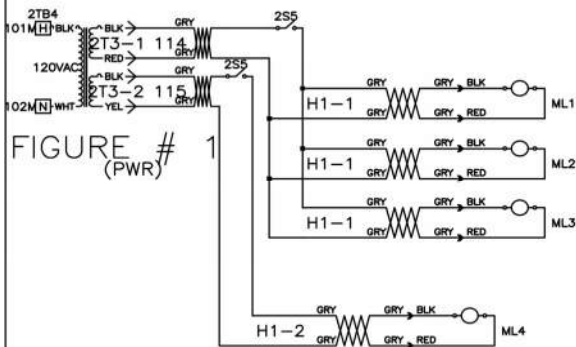 2TB4
101M H BLK BLK GRY 2S5
2T3-1 114
RED GRY
120VAC
BLK GRY 2S5
2T3-2 115
102M N WHT YEL GRY
FIGURE # 1
(PWR)
GRY GRY BLK
H1-1 ML1
GRY GRY RED
GRY GRY BLK
H1-1 ML2
GRY GRY RED
GRY GRY BLK
H1-1 ML3
GRY GRY RED
GRY GRY BLK
H1-2 ML4
GRY GRY RED